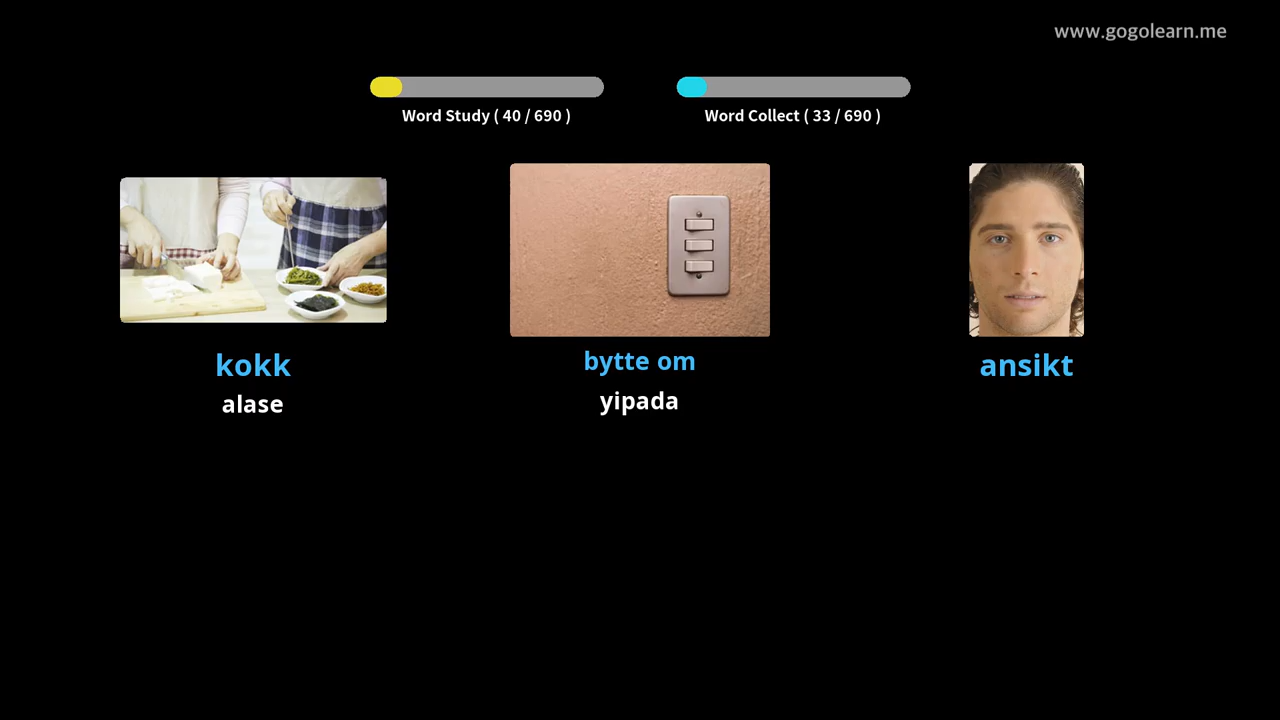 www.gogolearn.me
Word Study ( 40 / 690 )
Word Collect ( 33 / 690 )
kokk
alase
bytte om
yipada
ansikt